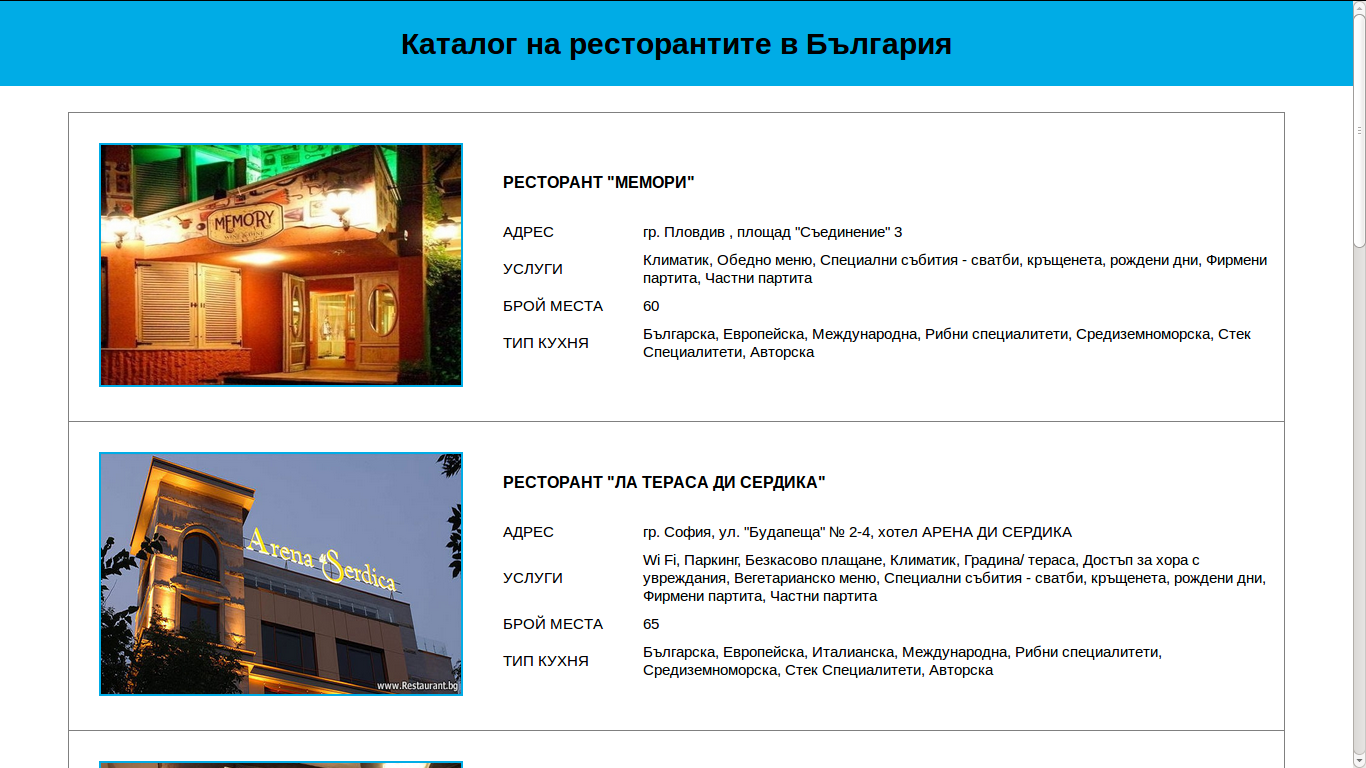 Каталог на ресторантите в България
MEMORY
РЕСТОРАНТ "МЕМОРИ"
АДРЕС
гр. Пловдив , площад "Съединение" 3
УСЛУГИ
Климатик, Обедно меню, Специални събития - сватби, кръщенета, рождени дни, Фирмени
партита, Частни партита
БРОЙ МЕСТА
60
ТИП КУХНЯ
Българска, Европейска, Международна, Рибни специалитети, Средиземноморска, Стек
Специалитети, Авторска
Arena Serdica
www.Restaurant.bg
РЕСТОРАНТ "ЛА ТЕРАСА ДИ СЕРДИКА"
АДРЕС
гр. София, ул. "Будапеща" № 2-4, хотел АРЕНА ДИ СЕРДИКА
УСЛУГИ
Wi Fi, Паркинг, Безкасово плащане, Климатик, Градина/ тераса, Достъп за хора с
увреждания, Вегетарианско меню, Специални събития - сватби, кръщенета, рождени дни,
Фирмени партита, Частни партита
БРОЙ МЕСТА
65
ТИП КУХНЯ
Българска, Европейска, Италианска, Международна, Рибни специалитети,
Средиземноморска, Стек Специалитети, Авторска